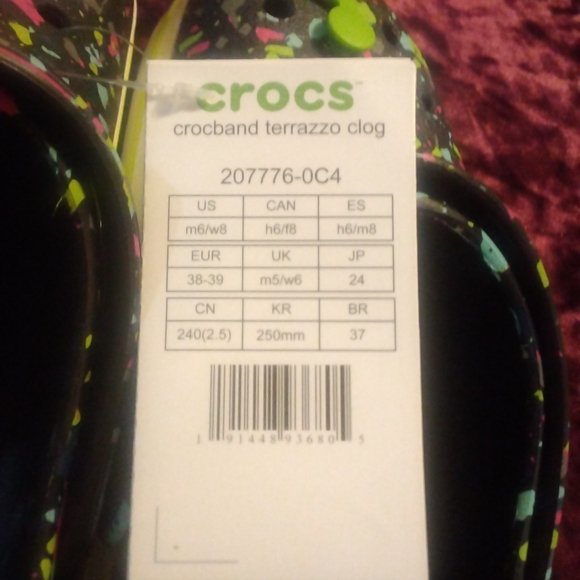 crocs™
crocband terrazzo clog
207776-0C4
US CAN ES
m6/w8 h6/f8 h6/m8
EUR UK JP
38-39 m5/w6 24
CN KR BR
240(2.5) 250mm 37
1 91448 93680 5